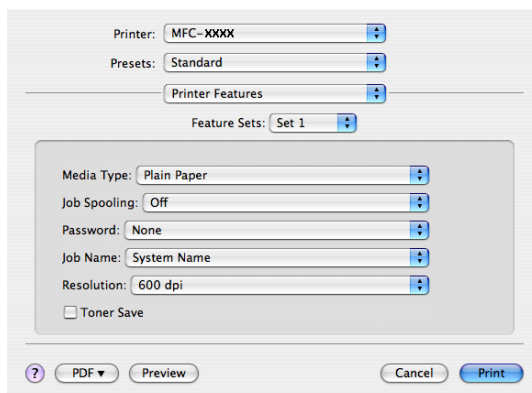 Printer: MFC-XXXX
Presets: Standard
Printer Features
Feature Sets: Set 1
Media Type: Plain Paper
Job Spooling: Off
Password: None
Job Name: System Name
Resolution: 600 dpi
Toner Save
? PDF ▼ Preview Cancel Print